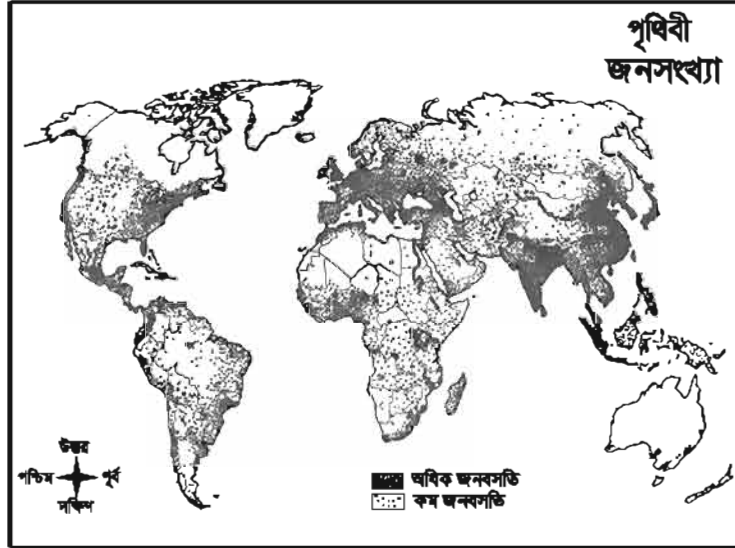 পৃথিবী
জনসংখ্যা
উত্তর
পশ্চিম পূর্ব
দক্ষিণ
অধিক জনবসতি
কম জনবসতি